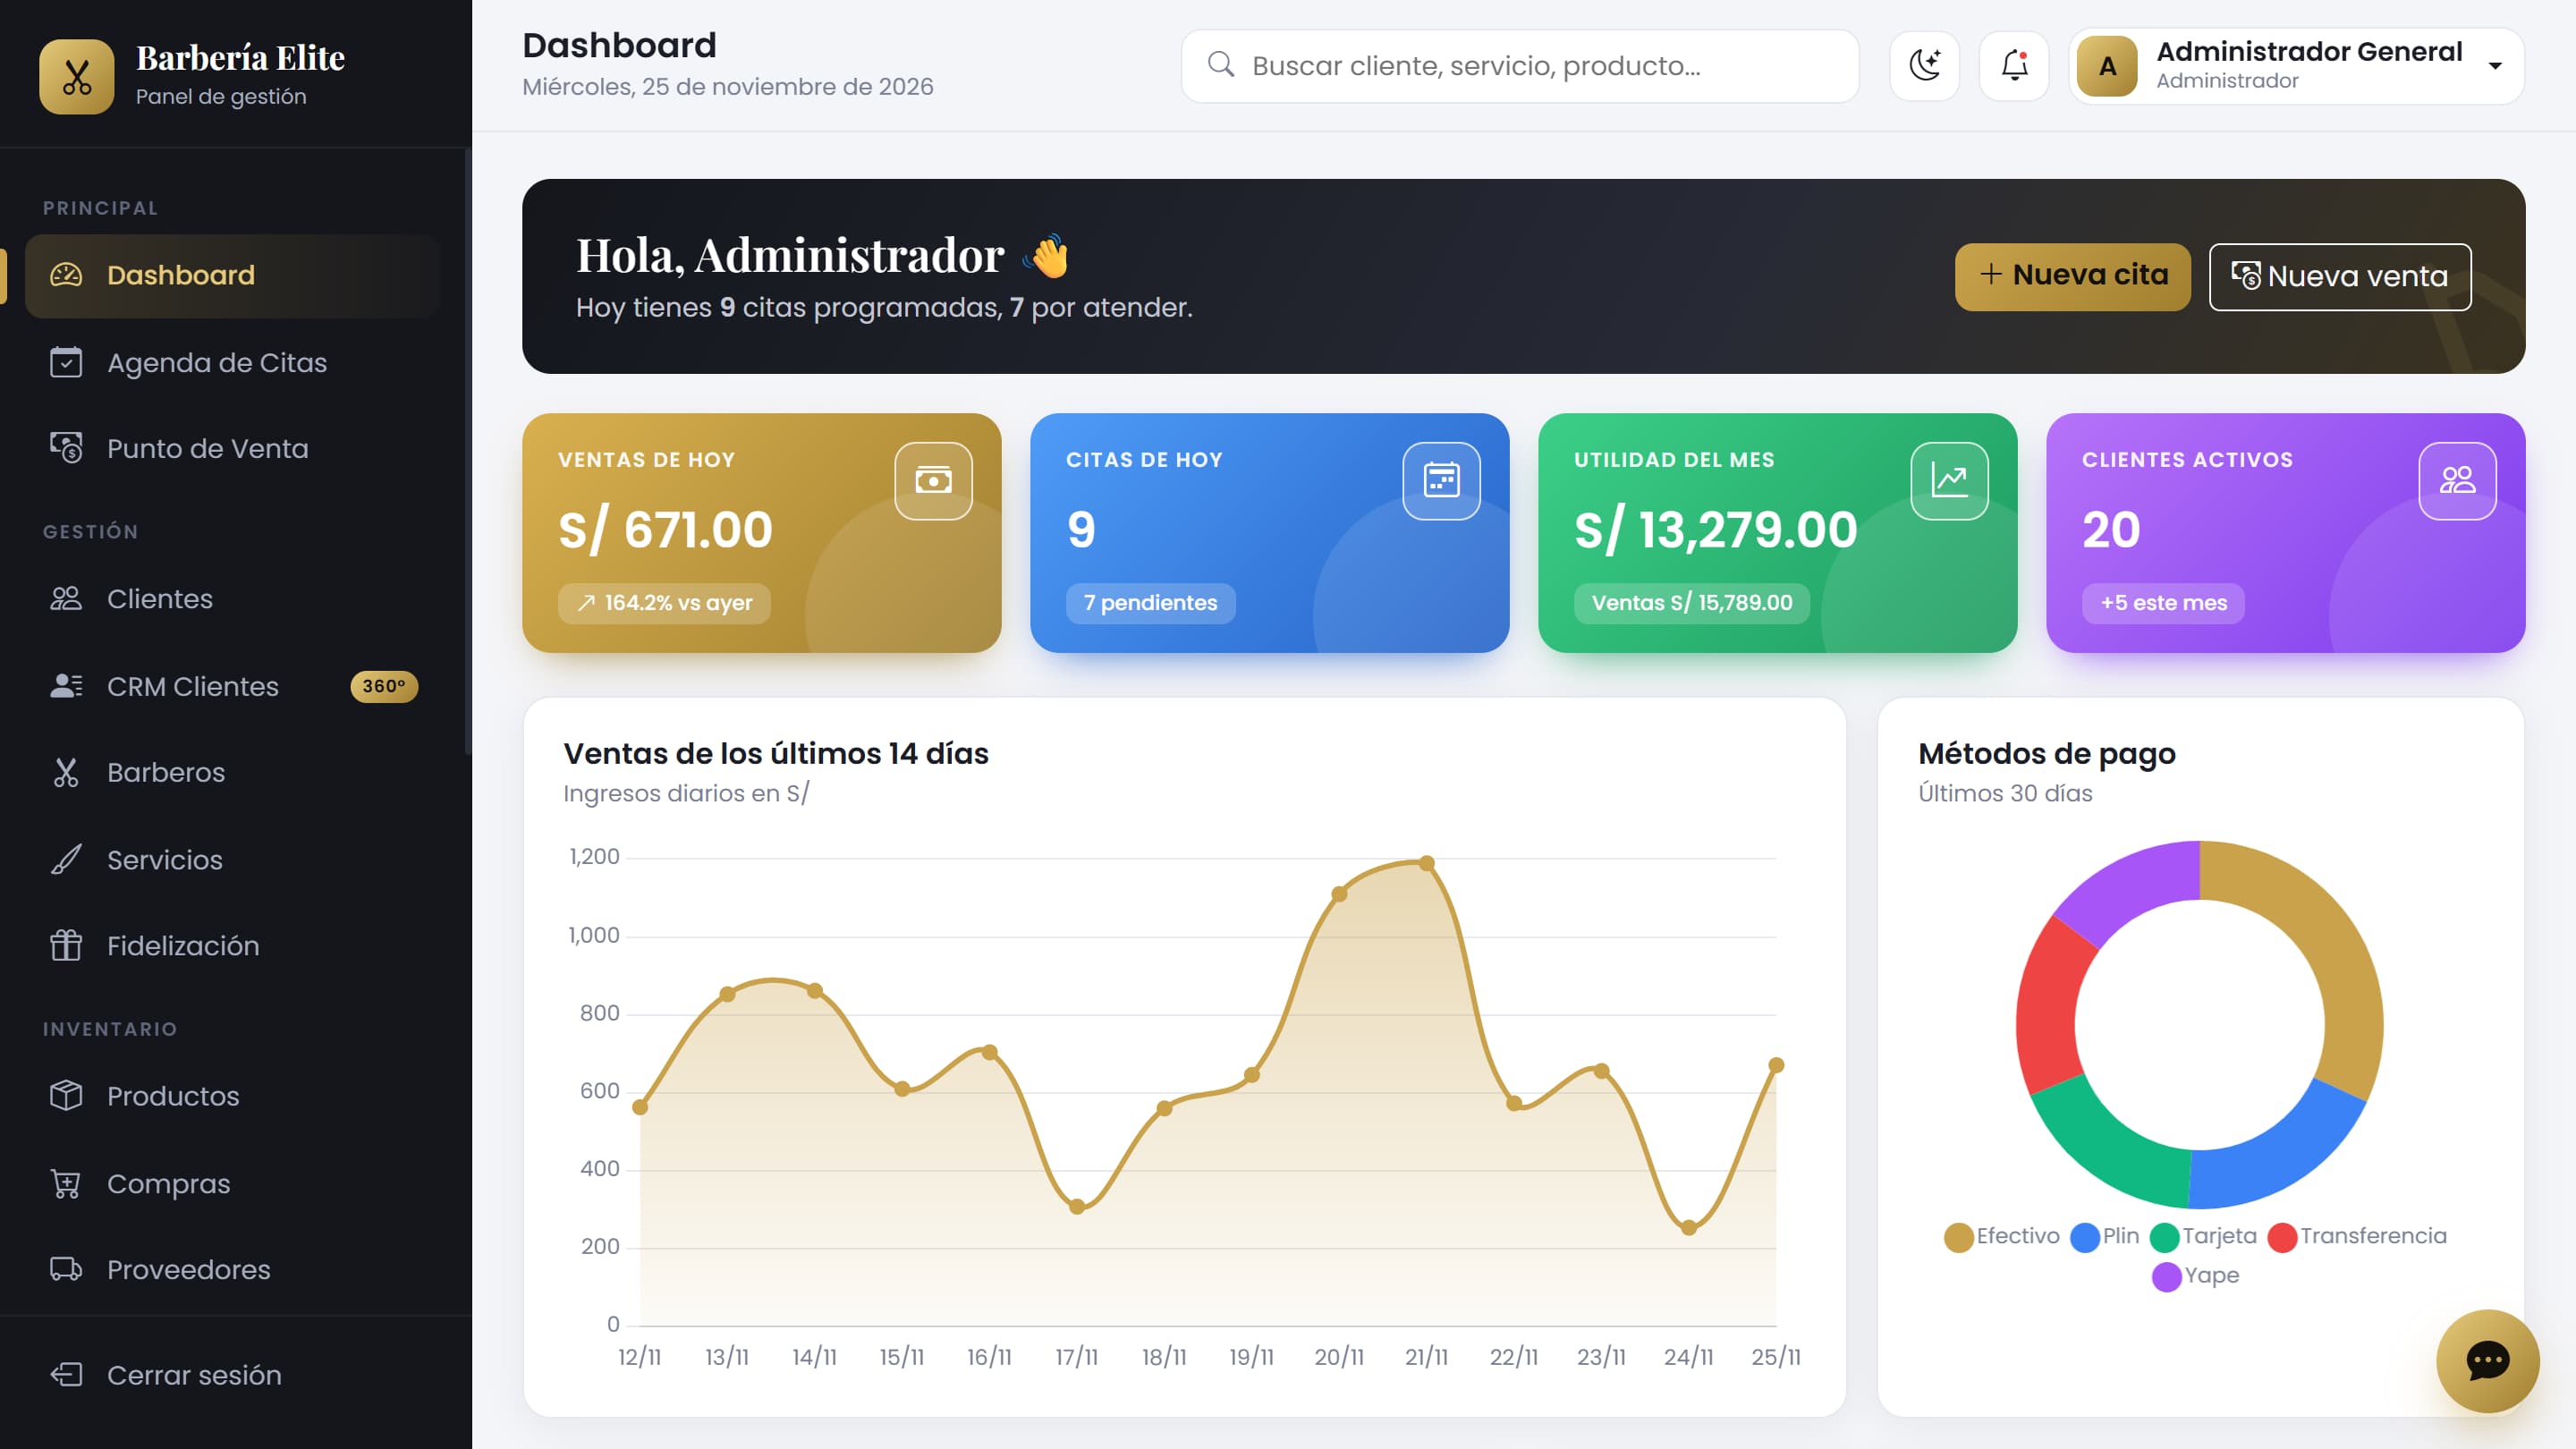 Barbería Elite
Panel de gestión
PRINCIPAL
Dashboard
Agenda de Citas
Punto de Venta
GESTIÓN
Clientes
CRM Clientes 360°
Barberos
Servicios
Fidelización
INVENTARIO
Productos
Compras
Proveedores
Cerrar sesión
Dashboard
Miércoles, 25 de noviembre de 2026
Buscar cliente, servicio, producto...
A
Administrador General
Administrador
Hola, Administrador 👋
Hoy tienes 9 citas programadas, 7 por atender.
+ Nueva cita
Nueva venta
VENTAS DE HOY
S/ 671.00
↗ 164.2% vs ayer
CITAS DE HOY
9
7 pendientes
UTILIDAD DEL MES
S/ 13,279.00
Ventas S/ 15,789.00
CLIENTES ACTIVOS
20
+5 este mes
Ventas de los últimos 14 días
Ingresos diarios en S/
1,200
1,000
800
600
400
200
0
12/11 13/11 14/11 15/11 16/11 17/11 18/11 19/11 20/11 21/11 22/11 23/11 24/11 25/11
Métodos de pago
Últimos 30 días
Efectivo Plin Tarjeta Transferencia
Yape